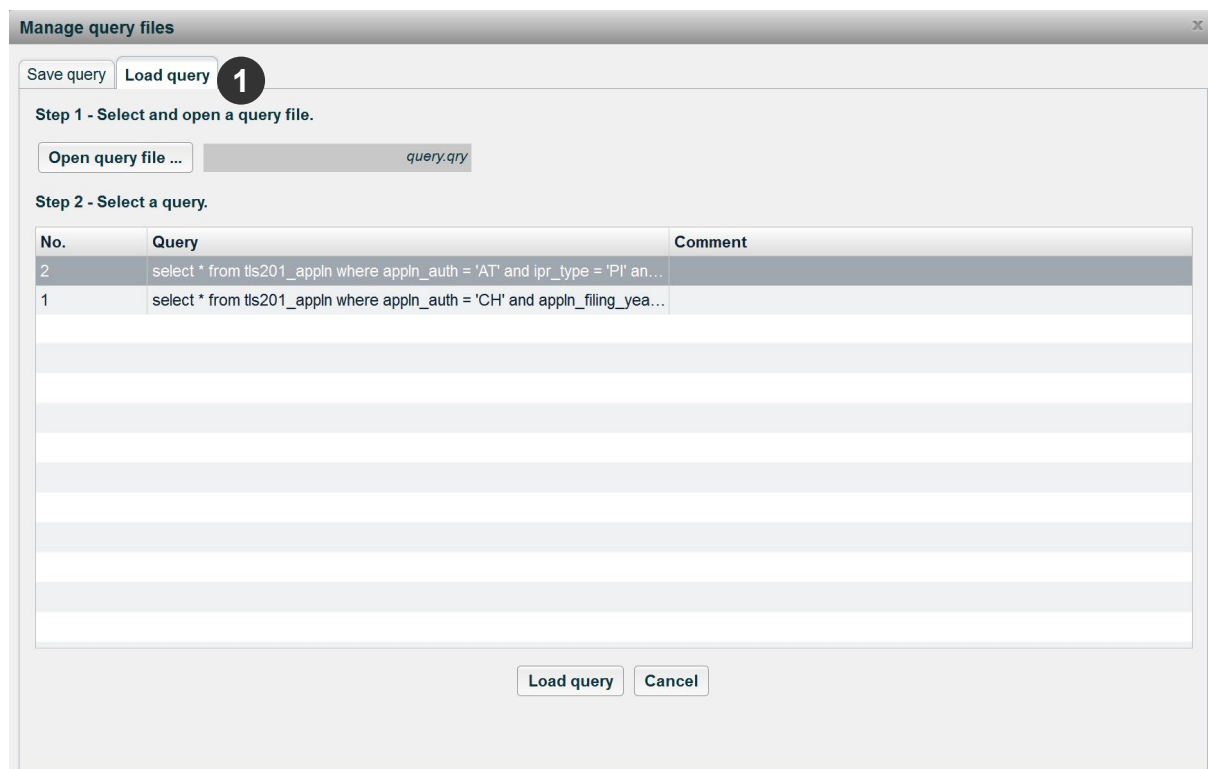 Manage query files x
Save query Load query 1
Step 1 - Select and open a query file.
Open query file ... query.qry
Step 2 - Select a query.
No. Query Comment
2 select * from tls201_appln where appln_auth = 'AT' and ipr_type = 'PI' an...
1 select * from tls201_appln where appln_auth = 'CH' and appln_filing_yea...
Load query Cancel